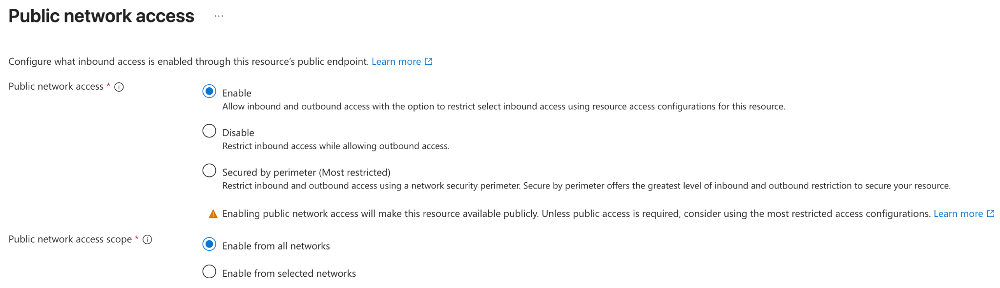 Public network access ...
Configure what inbound access is enabled through this resource’s public endpoint. Learn more
Public network access *
Enable
Allow inbound and outbound access with the option to restrict select inbound access using resource access configurations for this resource.
Disable
Restrict inbound access while allowing outbound access.
Secured by perimeter (Most restricted)
Restrict inbound and outbound access using a network security perimeter. Secure by perimeter offers the greatest level of inbound and outbound restriction to secure your resource.
Enabling public network access will make this resource available publicly. Unless public access is required, consider using the most restricted access configurations. Learn more
Public network access scope *
Enable from all networks
Enable from selected networks